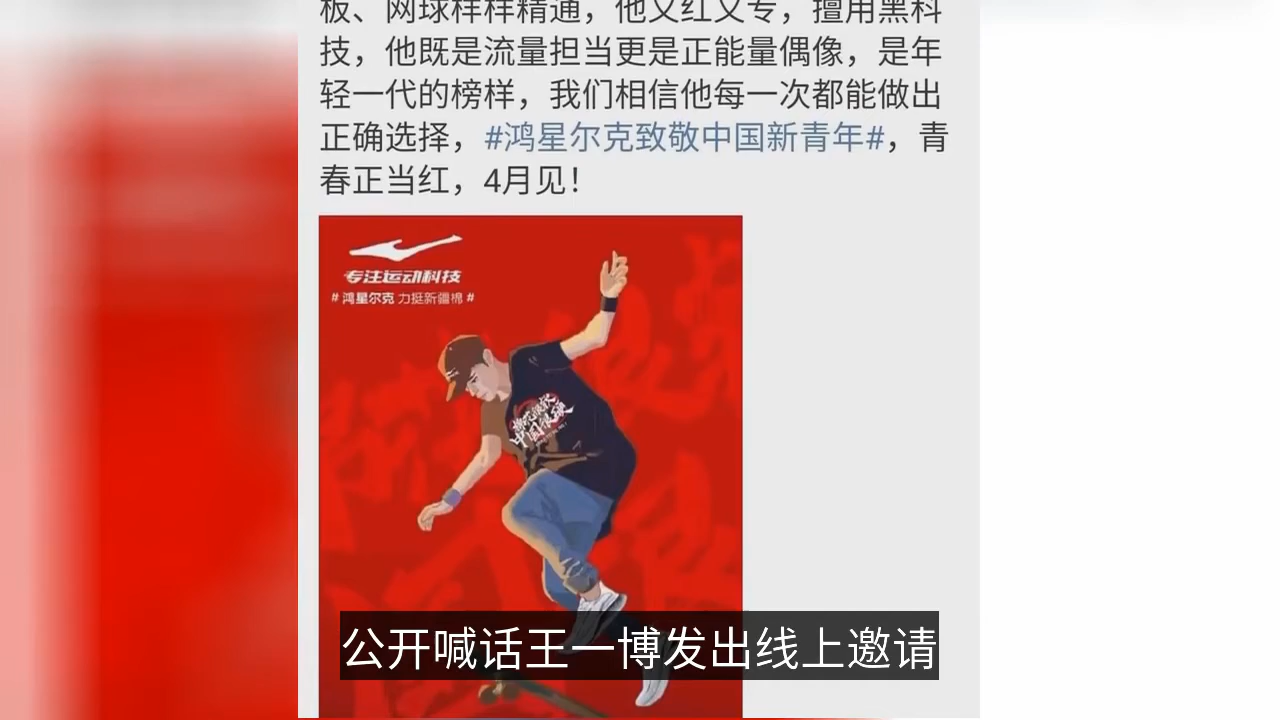 板、网球样样精通，他又红又专，擅用黑科
技，他既是流量担当更是正能量偶像，是年
轻一代的榜样，我们相信他每一次都能做出
正确选择，#鸿星尔克致敬中国新青年#，青
春正当红，4月见！
专注运动科技
#鸿星尔克 力挺新疆棉#
中国很硬
公开喊话王一博发出线上邀请